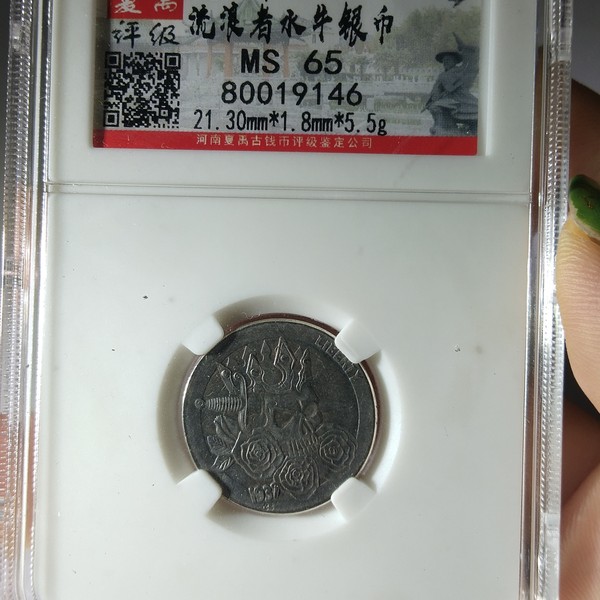 夏禹
评级 流浪者水牛银币
MS 65
80019146
21.30mm*1.8mm*5.5g
河南夏禹古钱币评级鉴定公司
LIBERTY
1937